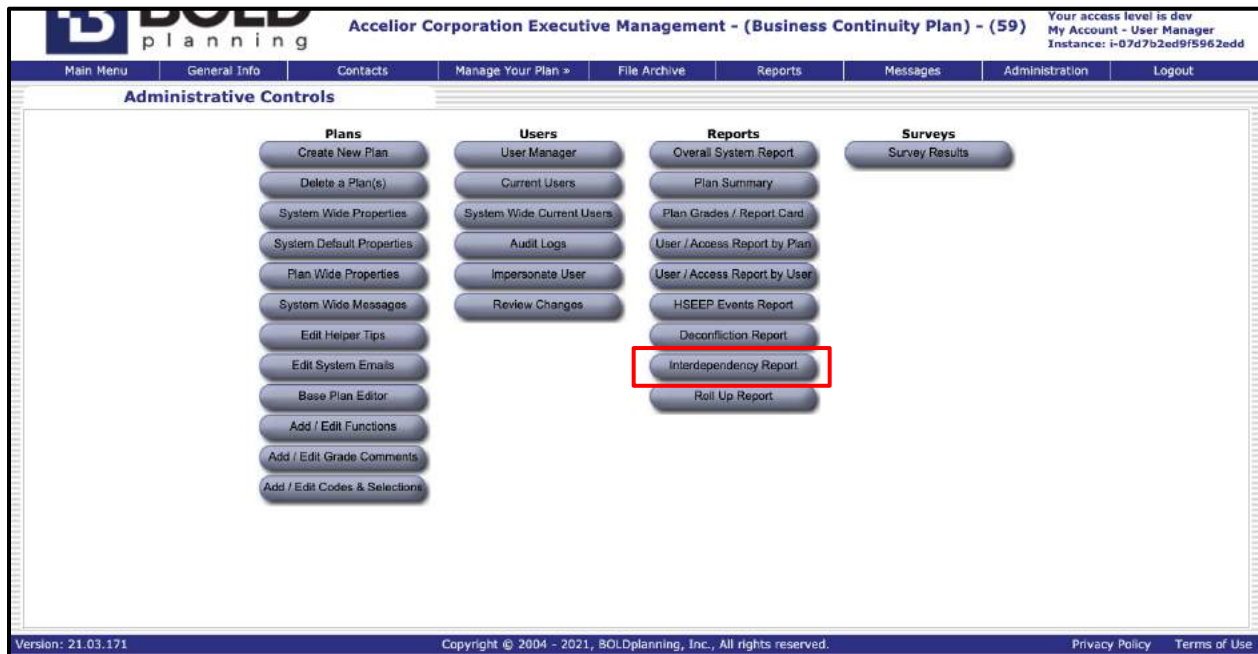 BOLD
planning
Accelior Corporation Executive Management - (Business Continuity Plan) - (59)
Your access level is dev
My Account - User Manager
Instance: i-07d7b2ed9f5962edd
Main Menu General Info Contacts Manage Your Plan » File Archive Reports Messages Administration Logout
Administrative Controls
Plans
Create New Plan
Delete a Plan(s)
System Wide Properties
System Default Properties
Plan Wide Properties
System Wide Messages
Edit Helper Tips
Edit System Emails
Base Plan Editor
Add / Edit Functions
Add / Edit Grade Comments
Add / Edit Codes & Selections
Users
User Manager
Current Users
System Wide Current Users
Audit Logs
Impersonate User
Review Changes
Reports
Overall System Report
Plan Summary
Plan Grades / Report Card
User / Access Report by Plan
User / Access Report by User
HSEEP Events Report
Deconfliction Report
Interdependency Report
Roll Up Report
Surveys
Survey Results
Version: 21.03.171 Copyright © 2004 - 2021, BOLDplanning, Inc., All rights reserved. Privacy Policy Terms of Use